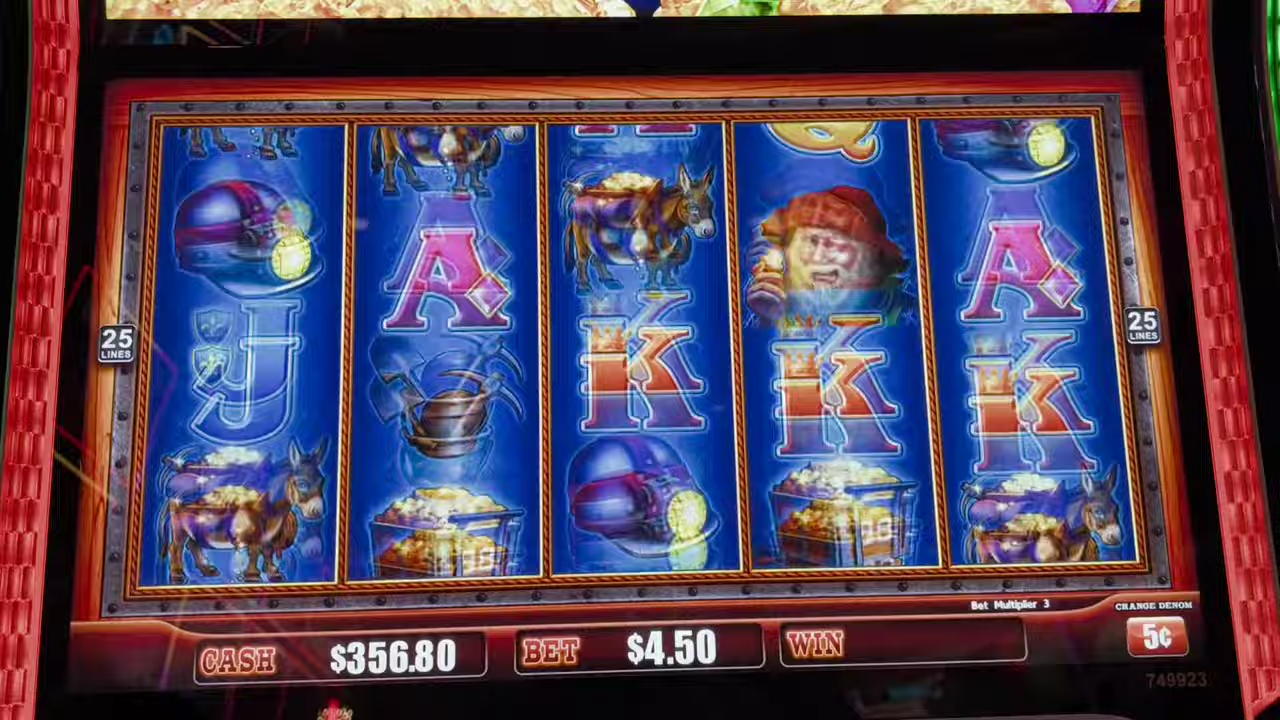 Q
A
A
J
K
K
K
25
LINES
25
LINES
Bet Multiplier 3
CHANGE DENOM
CASH $356.80 BET $4.50 WIN
5¢
749923